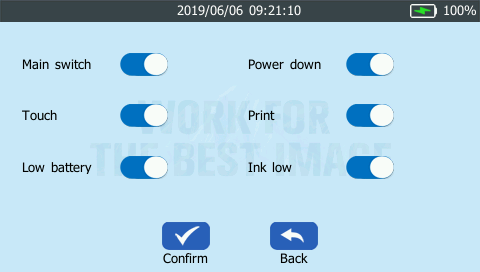 2019/06/06 09:21:10 100%
Main switch Power down
WORK FOR
Touch Print
THE BEST IMAGE
Low battery Ink low
Confirm Back